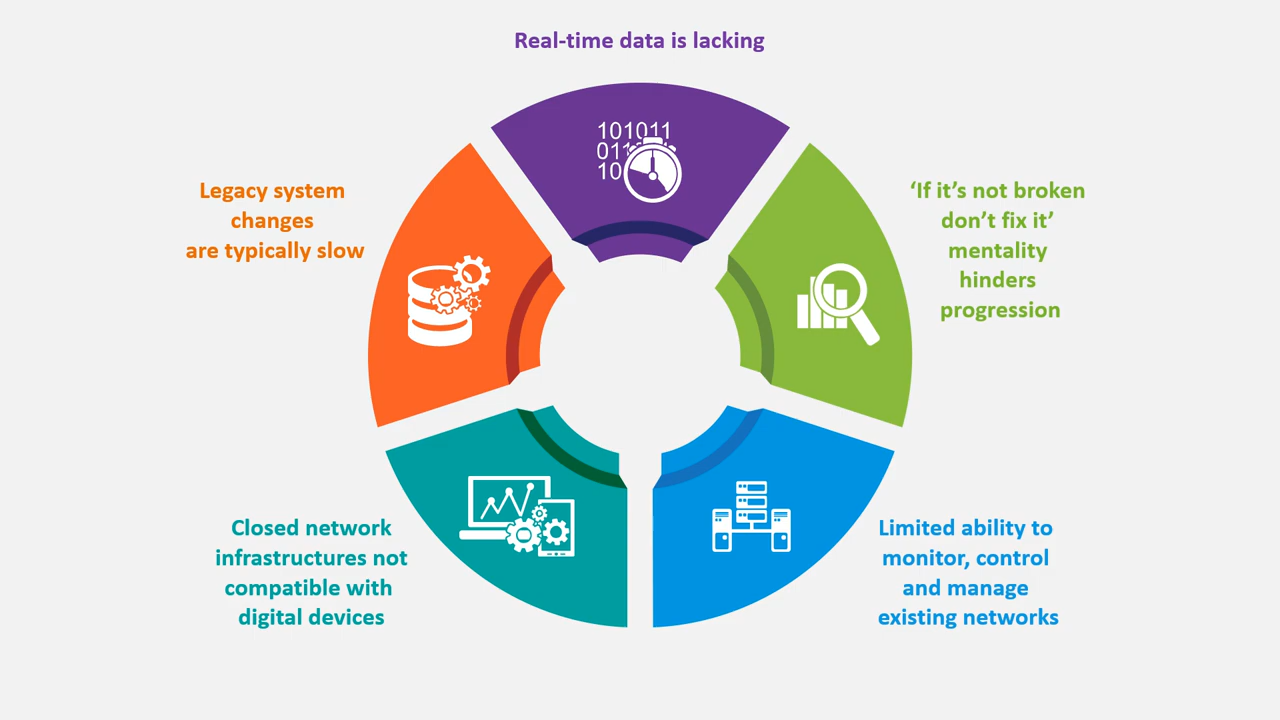 Real-time data is lacking
101011
01
10
Legacy system
changes
are typically slow
‘If it’s not broken
don’t fix it’
mentality
hinders
progression
Closed network
infrastructures not
compatible with
digital devices
Limited ability to
monitor, control
and manage
existing networks